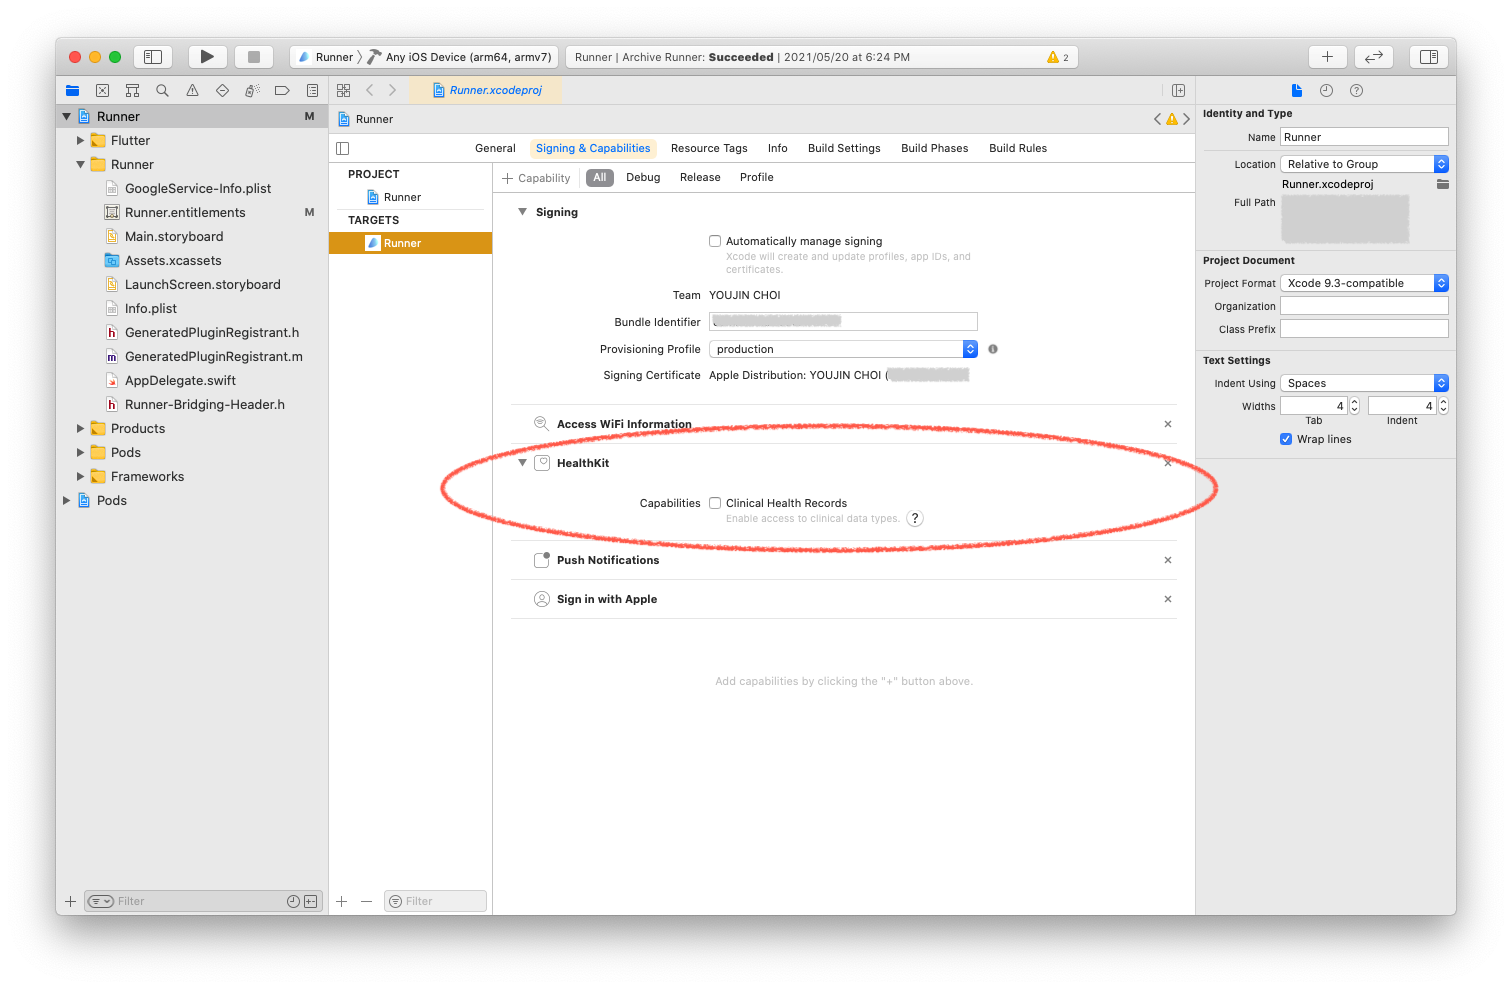 Runner
Any iOS Device (arm64, armv7)
Runner | Archive Runner: Succeeded | 2021/05/20 at 6:24 PM
2
Runner M
Flutter
Runner
GoogleService-Info.plist
Runner.entitlements M
Main.storyboard
Assets.xcassets
LaunchScreen.storyboard
Info.plist
GeneratedPluginRegistrant.h
GeneratedPluginRegistrant.m
AppDelegate.swift
Runner-Bridging-Header.h
Products
Pods
Frameworks
Pods
Filter
Runner.xcodeproj
Runner
General Signing & Capabilities Resource Tags Info Build Settings Build Phases Build Rules
PROJECT
Runner
TARGETS
Runner
Filter
+ Capability All Debug Release Profile
Signing
Automatically manage signing
Xcode will create and update profiles, app IDs, and
certificates.
Team YOUJIN CHOI
Bundle Identifier
Provisioning Profile production
Signing Certificate Apple Distribution: YOUJIN CHOI (
Access WiFi Information
HealthKit
Capabilities Clinical Health Records
Enable access to clinical data types. ?
Push Notifications
Sign in with Apple
Add capabilities by clicking the "+" button above.
Identity and Type
Name Runner
Location Relative to Group
Runner.xcodeproj
Full Path
Project Document
Project Format Xcode 9.3-compatible
Organization
Class Prefix
Text Settings
Indent Using Spaces
Widths 4 4
Tab Indent
Wrap lines